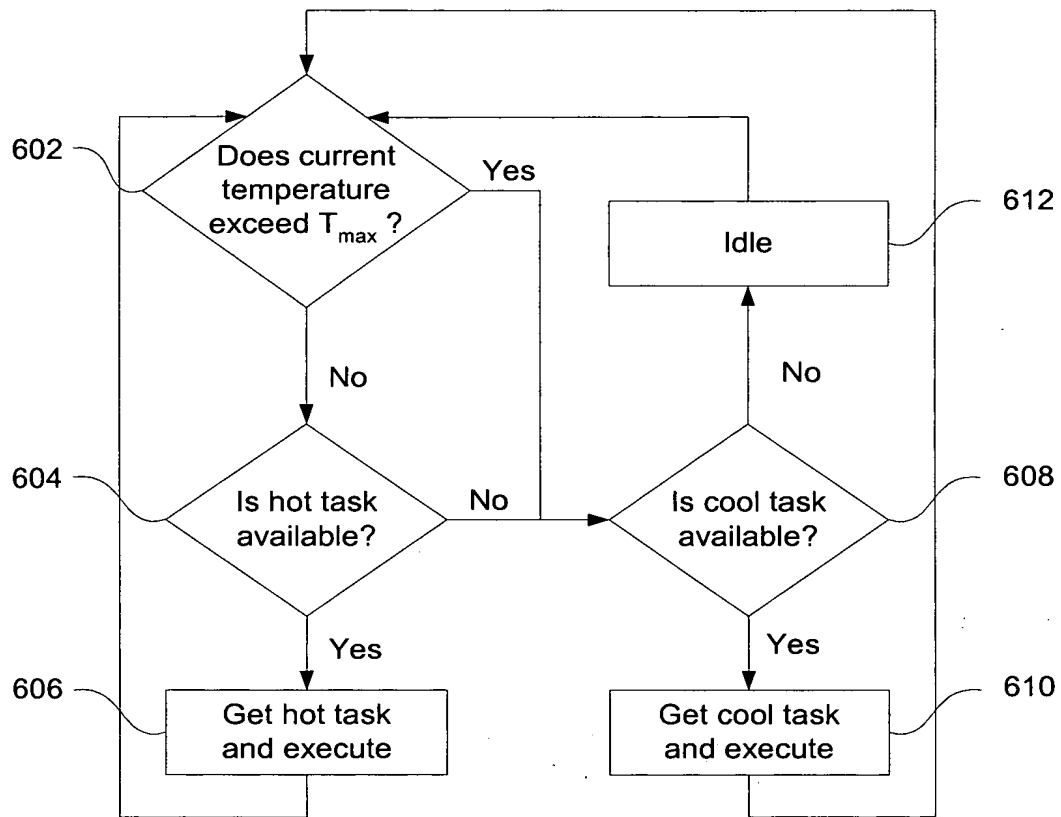 602
Does current
temperature
exceed Tmax ?
Yes
612
Idle
No
No
604
Is hot task
available?
No
608
Is cool task
available?
Yes
Yes
606
Get hot task
and execute
610
Get cool task
and execute